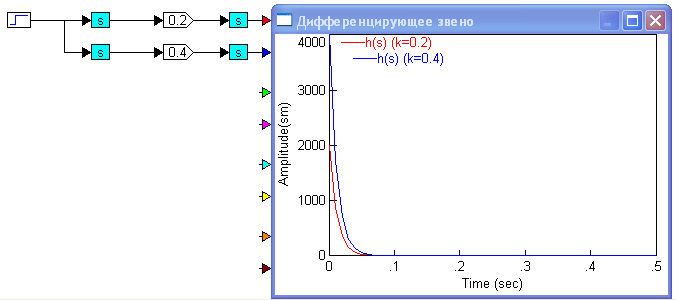 s 0.2 s
s 0.4 s
Дифференцирующее звено
h(s) (k=0.2)
h(s) (k=0.4)
Amplitude(sm)
4000
3000
2000
1000
0
0 .1 .2 .3 .4 .5
Time (sec)